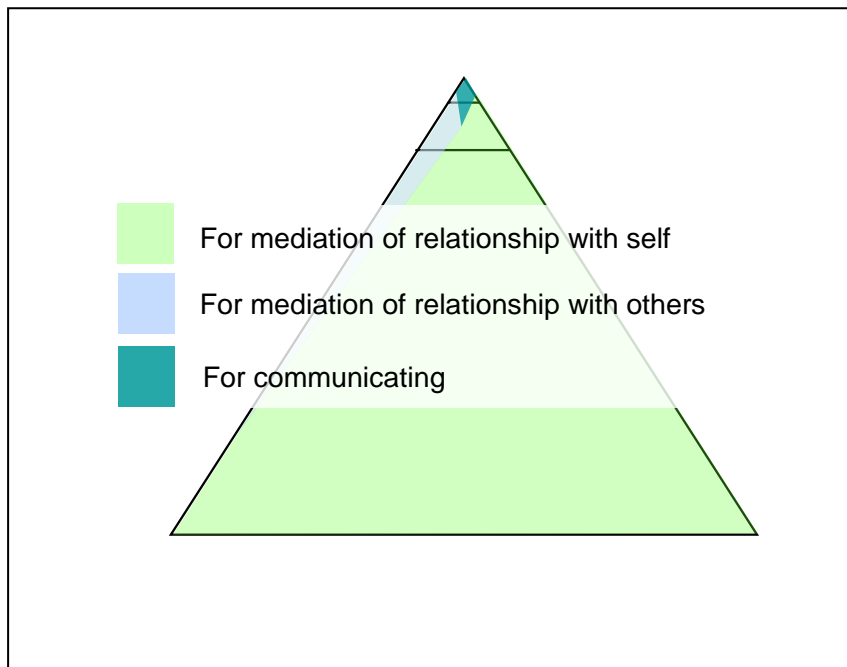 For mediation of relationship with self
For mediation of relationship with others
For communicating